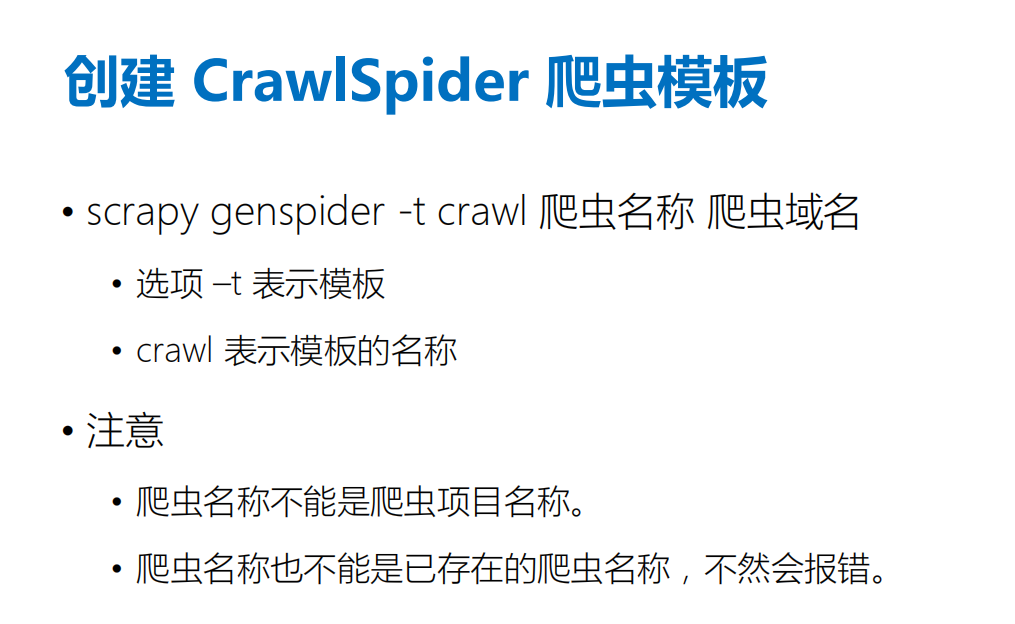 创建 CrawlSpider 爬虫模板
• scrapy genspider -t crawl 爬虫名称 爬虫域名
• 选项 –t 表示模板
• crawl 表示模板的名称
• 注意
• 爬虫名称不能是爬虫项目名称。
• 爬虫名称也不能是已存在的爬虫名称，不然会报错。